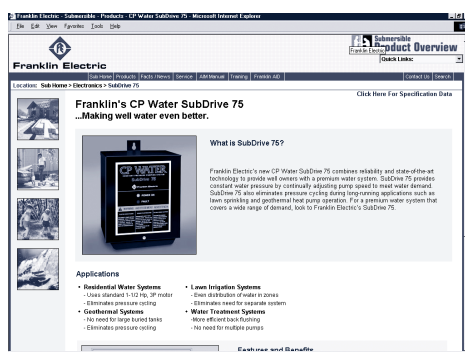 Franklin Electric - Submersible - Products - CP Water SubDrive 75 - Microsoft Internet Explorer
File Edit View Favorites Tools Help
Submersible
Product Overview
Franklin Electric
Quick Links:
Franklin Electric
Sub Home Products Facts / News Service AIM Manual Training Franklin AID Contact Us Search
Location: Sub Home > Electronics > SubDrive 75
Click Here For Specification Data
Franklin's CP Water SubDrive 75
...Making well water even better.
CP WATER
SubDrive 75
What is SubDrive 75?
Franklin Electric's new CP Water SubDrive 75 combines reliability and state-of-the-art
technology to provide well owners with a premium water system. SubDrive 75 provides
constant water pressure by continually adjusting pump speed to meet water demand.
SubDrive 75 also eliminates pressure cycling during long-running applications such as
lawn sprinkling and geothermal heat pump operation. For a premium water system that
covers a wide range of demand, look to Franklin Electric's SubDrive 75.
Applications
• Residential Water Systems
- Uses standard 1-1/2 Hp, 3P motor
- Eliminates pressure cycling
• Geothermal Systems
- No need for large buried tanks
- Eliminates pressure cycling
• Lawn Irrigation Systems
- Even distribution of water in zones
- Eliminates need for separate system
• Water Treatment Systems
-More efficient back flushing
- No need for multiple pumps
Features and Benefits